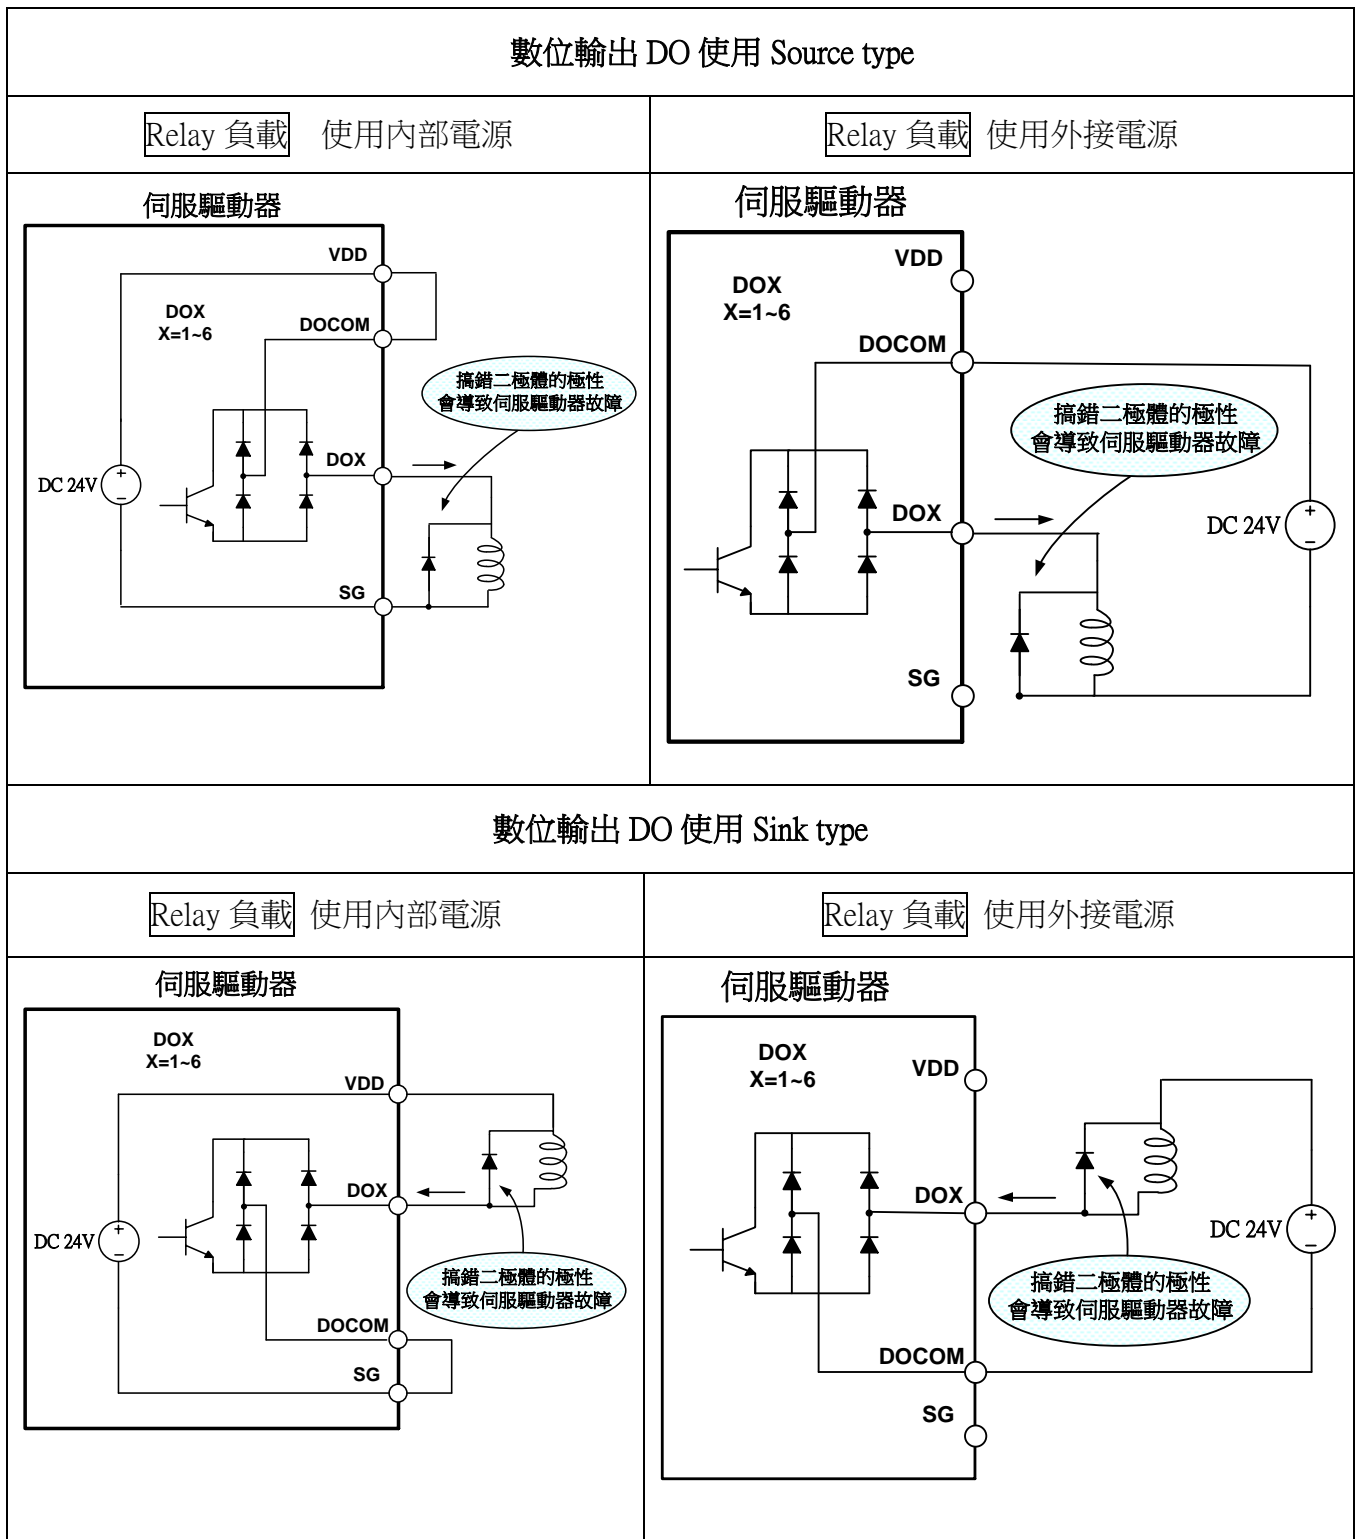 數位輸出 DO 使用 Source type
Relay 負載 使用內部電源
Relay 負載 使用外接電源
伺服驅動器
VDD
DOX
X=1~6
DOCOM
搞錯二極體的極性
會導致伺服驅動器故障
DOX
DC 24V
+
−
SG
伺服驅動器
VDD
DOX
X=1~6
DOCOM
搞錯二極體的極性
會導致伺服驅動器故障
DOX
DC 24V
+
−
SG
數位輸出 DO 使用 Sink type
Relay 負載 使用內部電源
Relay 負載 使用外接電源
伺服驅動器
DOX
X=1~6
VDD
DOX
DC 24V
+
−
搞錯二極體的極性
會導致伺服驅動器故障
DOCOM
SG
伺服驅動器
DOX
X=1~6
VDD
DOX
DC 24V
+
−
搞錯二極體的極性
會導致伺服驅動器故障
DOCOM
SG